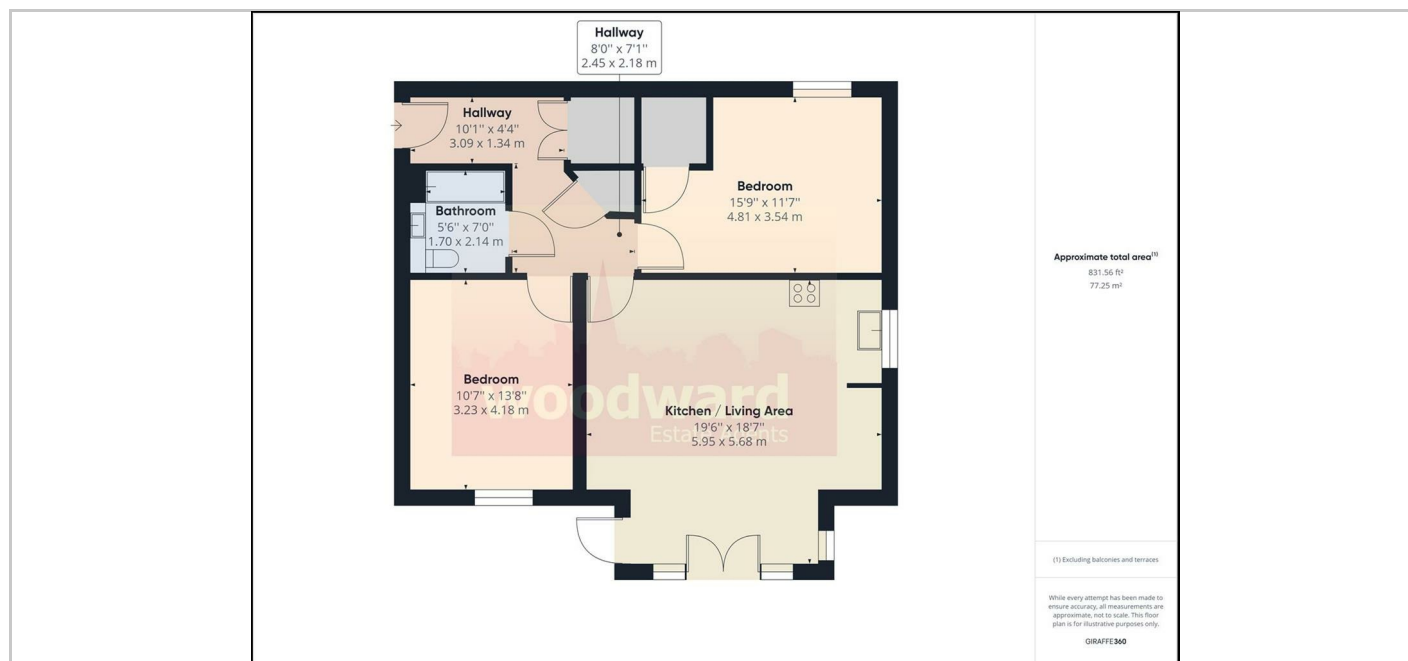 Hallway
8'0'' x 7'1''
2.45 x 2.18 m
Hallway
10'1'' x 4'4''
3.09 x 1.34 m
Bedroom
15'9'' x 11'7''
4.81 x 3.54 m
Bathroom
5'6'' x 7'0''
1.70 x 2.14 m
Bedroom
10'7'' x 13'8''
3.23 x 4.18 m
Kitchen / Living Area
19'6'' x 18'7''
5.95 x 5.68 m
woodward
Estate Agents
Approximate total area(1)
831.56 ft²
77.25 m²
(1) Excluding balconies and terraces
While every attempt has been made to
ensure accuracy, all measurements are
approximate, not to scale. This floor
plan is for illustrative purposes only.
GIRAFFE360